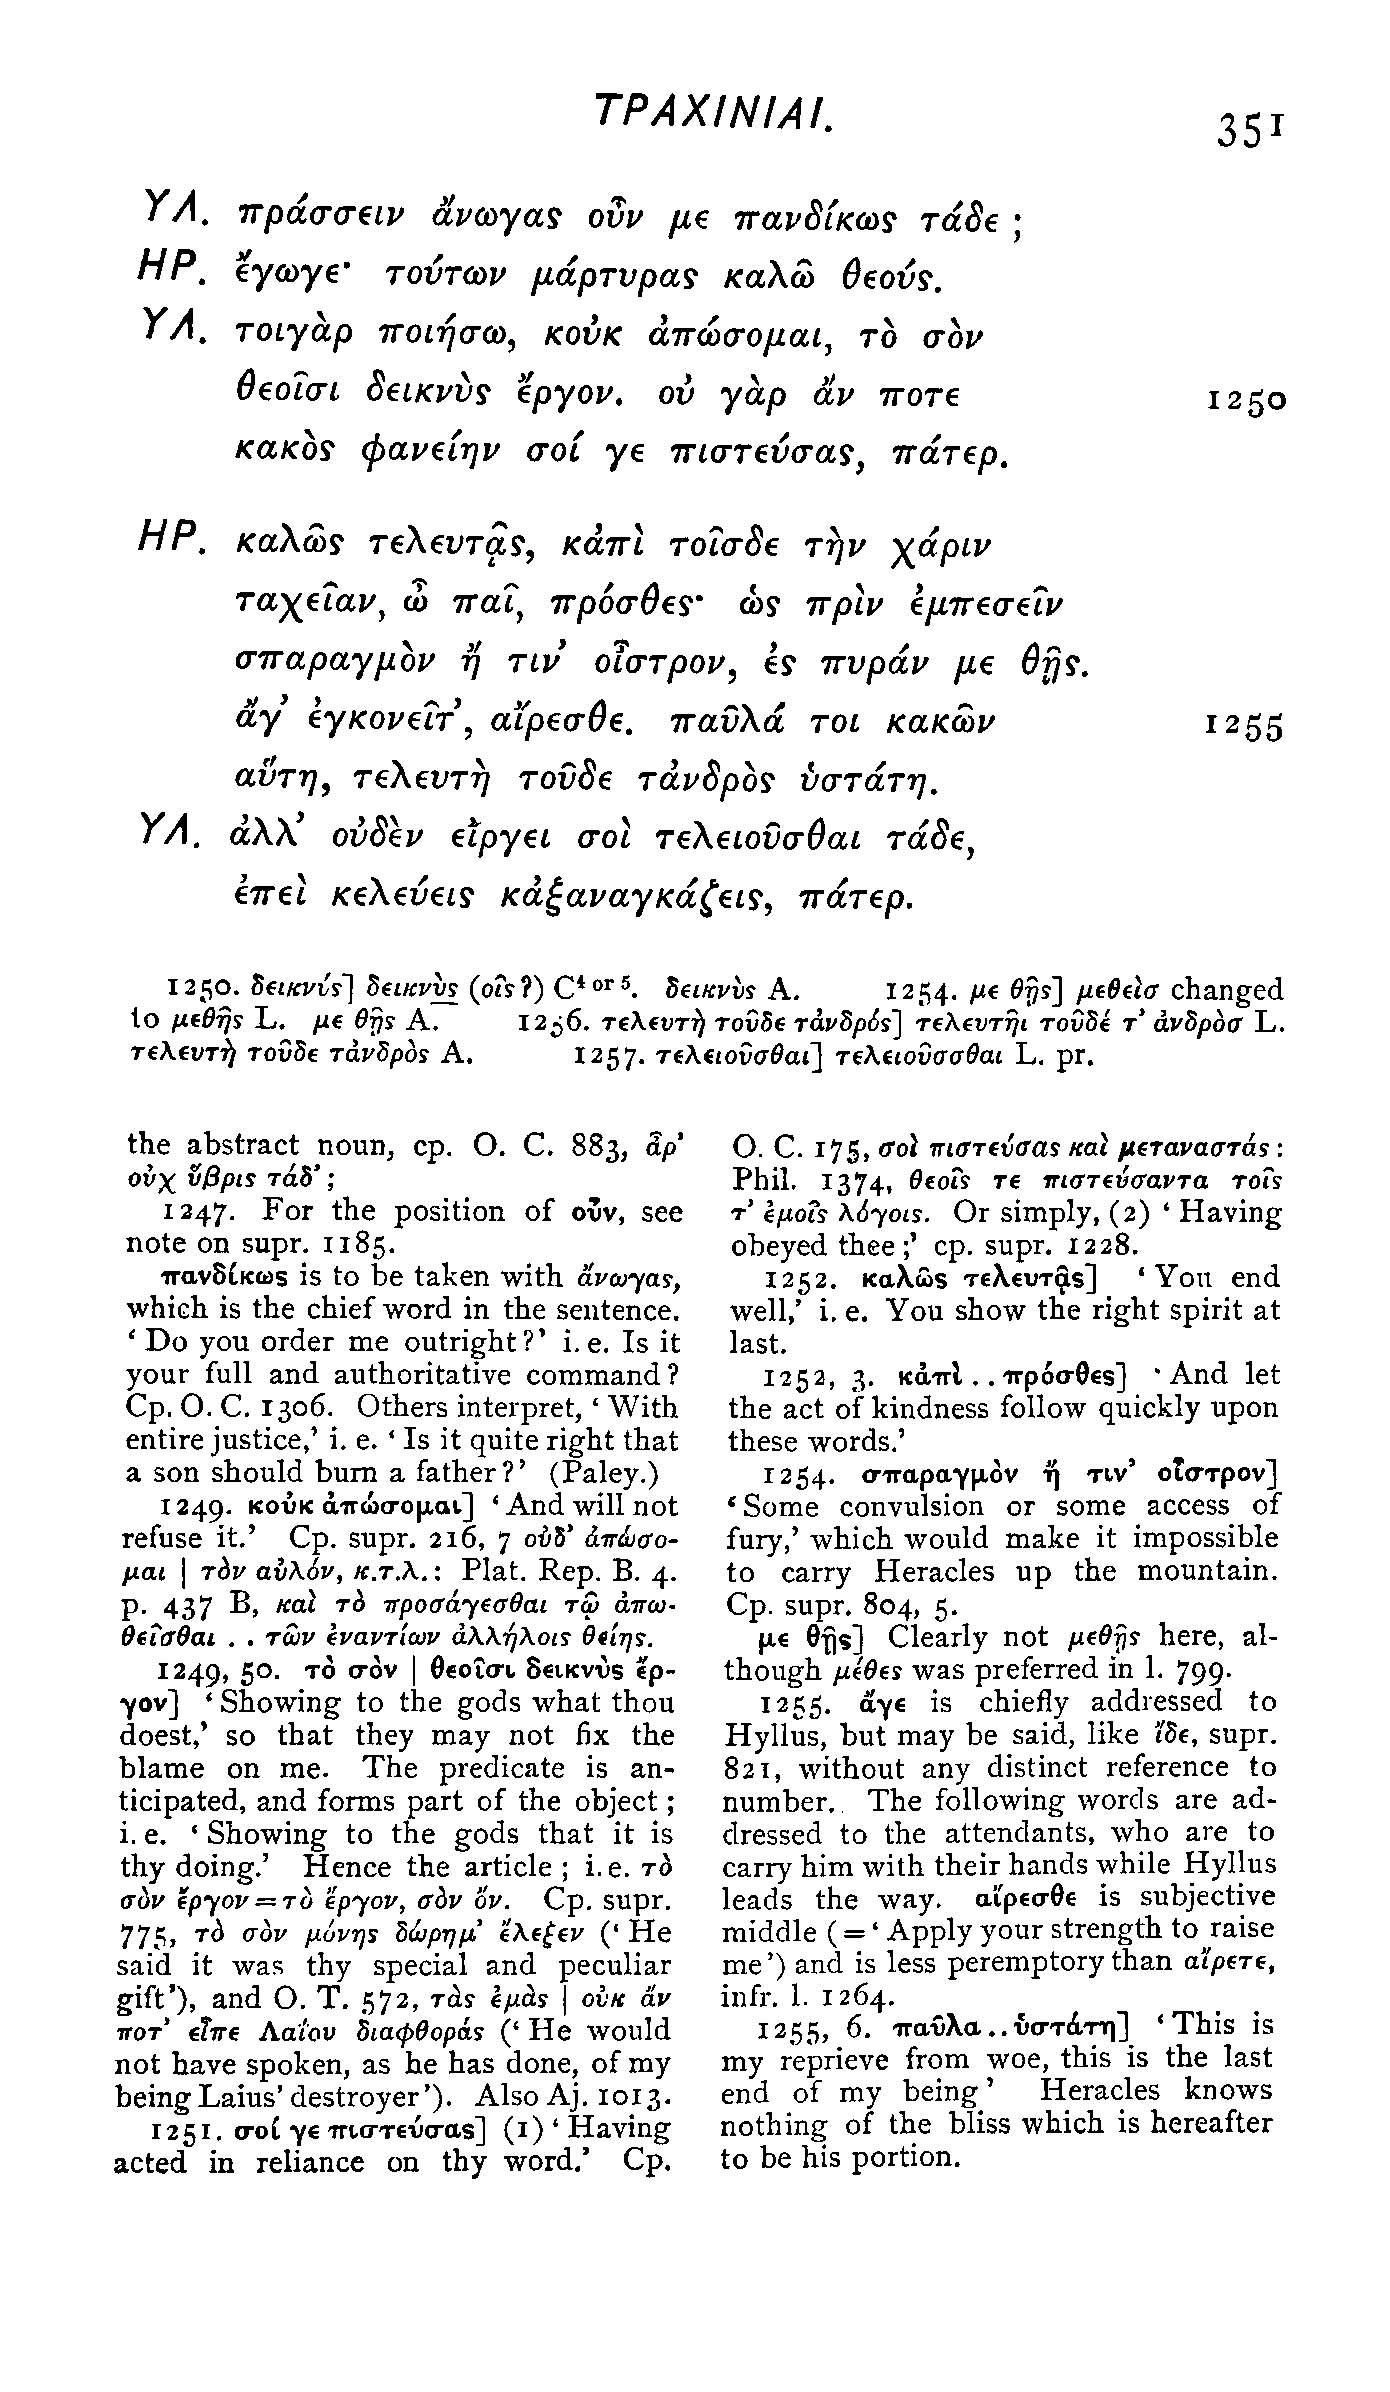 ΤΡΑΧΙΝΙΑΙ.
351
ΥΛ. πράσσειν ἄνωγας οὖν με πανδίκως τάδε ;
ΗΡ. ἔγωγε· τούτων μάρτυρας καλῶ θεούς.
ΥΛ. τοιγὰρ ποιήσω, κοὐκ ἀπώσομαι, τὸ σὸν
θεοῖσι δεικνὺς ἔργον. οὐ γὰρ ἄν ποτε 1250
κακὸς φανείην σοί γε πιστεύσας, πάτερ.
ΗΡ. καλῶς τελευτᾷς, κἀπὶ τοῖσδε τὴν χάριν
ταχεῖαν, ὦ παῖ, πρόσθες· ὡς πρὶν ἐμπεσεῖν
σπαραγμὸν ἤ τιν' οἶστρον, ἐς πυράν με θῇς.
ἄγ' ἐγκονεῖτ', αἴρεσθε. παῦλά τοι κακῶν 1255
αὕτη, τελευτὴ τοῦδε τἀνδρὸς ὑστάτη.
ΥΛ. ἀλλ' οὐδὲν εἴργει σοὶ τελειοῦσθαι τάδε,
ἐπεὶ κελεύεις κἀξαναγκάζεις, πάτερ.
1250. δεικνύς] δεικνὺς (οῖς ?) C4 or 5. δεικνὺς A. 1254. με θῇς] μεθεὶσ changed
to μεθῆς L. με θῇς A. 1256. τελευτὴ τοῦδε τἀνδρός] τελευτῆι τοῦδέ τ' ἀνδρὸσ L.
τελευτὴ τοῦδε τἀνδρὸς A. 1257. τελειοῦσθαι] τελειοῦσσθαι L. pr.
the abstract noun, cp. O. C. 883, ἆρ'
οὐχ ὕβρις τάδ' ;
1247. For the position of οὖν, see
note on supr. 1185.
πανδίκως is to be taken with ἄνωγας,
which is the chief word in the sentence.
‘Do you order me outright?’ i. e. Is it
your full and authoritative command?
Cp. O. C. 1306. Others interpret, ‘With
entire justice,’ i. e. ‘Is it quite right that
a son should burn a father?’ (Paley.)
1249. κοὐκ ἀπώσομαι] ‘And will not
refuse it.’ Cp. supr. 216, 7 οὐδ' ἀπώσο-
μαι | τὸν αὐλόν, κ.τ.λ.: Plat. Rep. B. 4.
p. 437 B, καὶ τὸ προσάγεσθαι τῷ ἀπω-
θεῖσθαι . . τῶν ἐναντίων ἀλλήλοις θείης.
1249, 50. τὸ σὸν | θεοῖσι δεικνὺς ἔρ-
γον] ‘Showing to the gods what thou
doest,’ so that they may not fix the
blame on me. The predicate is an-
ticipated, and forms part of the object ;
i. e. ‘Showing to the gods that it is
thy doing.’ Hence the article ; i. e. τὸ
σὸν ἔργον = τὸ ἔργον, σὸν ὄν. Cp. supr.
775, τὸ σὸν μόνης δώρημ' ἔλεξεν (‘He
said it was thy special and peculiar
gift’), and O. T. 572, τὰς ἐμὰς | οὐκ ἄν
ποτ' εἶπε Λαΐου διαφθοράς (‘He would
not have spoken, as he has done, of my
being Laius' destroyer’). Also Aj. 1013.
1251. σοί γε πιστεύσας] (1) ‘Having
acted in reliance on thy word.’ Cp.
O. C. 175, σοὶ πιστεύσας καὶ μεταναστάς :
Phil. 1374, θεοῖς τε πιστεύσαντα τοῖς
τ' ἐμοῖς λόγοις. Or simply, (2) ‘Having
obeyed thee ;’ cp. supr. 1228.
1252. καλῶς τελευτᾷς] ‘You end
well,’ i. e. You show the right spirit at
last.
1252, 3. κἀπὶ . . πρόσθες] ‘And let
the act of kindness follow quickly upon
these words.’
1254. σπαραγμὸν ἤ τιν' οἶστρον]
‘Some convulsion or some access of
fury,’ which would make it impossible
to carry Heracles up the mountain.
Cp. supr. 804, 5.
με θῇς] Clearly not μεθῇς here, al-
though μέθες was preferred in l. 799.
1255. ἄγε is chiefly addressed to
Hyllus, but may be said, like ἴδε, supr.
821, without any distinct reference to
number. The following words are ad-
dressed to the attendants, who are to
carry him with their hands while Hyllus
leads the way. αἴρεσθε is subjective
middle (=‘Apply your strength to raise
me’) and is less peremptory than αἴρετε,
infr. l. 1264.
1255, 6. παῦλα . . ὑστάτη] ‘This is
my reprieve from woe, this is the last
end of my being’ Heracles knows
nothing of the bliss which is hereafter
to be his portion.